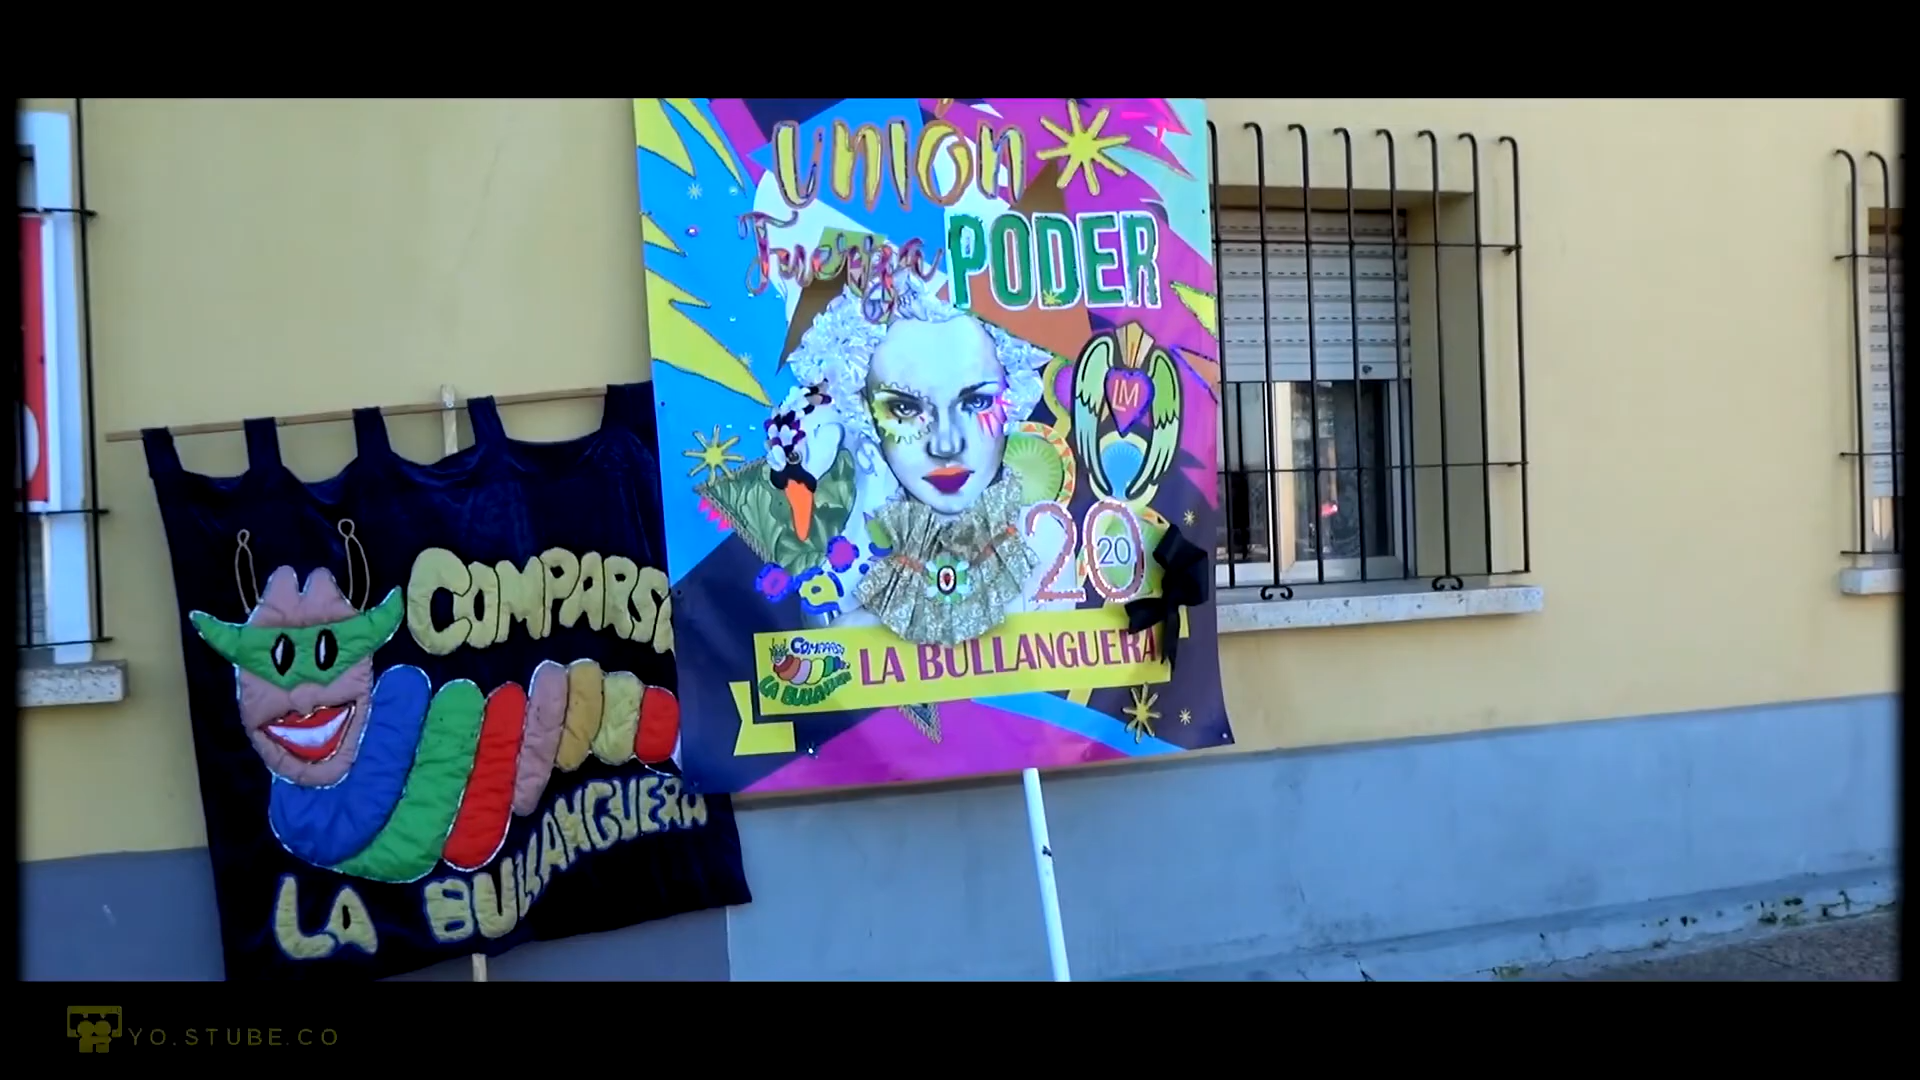 UNIÓN
Fuerza PODER
LM
20
20
COMPARSA
LA BULLANGUERA
LA BULLANGUERA
COMPARSA
LA BULLANGUERA
YO.STUBE.CO